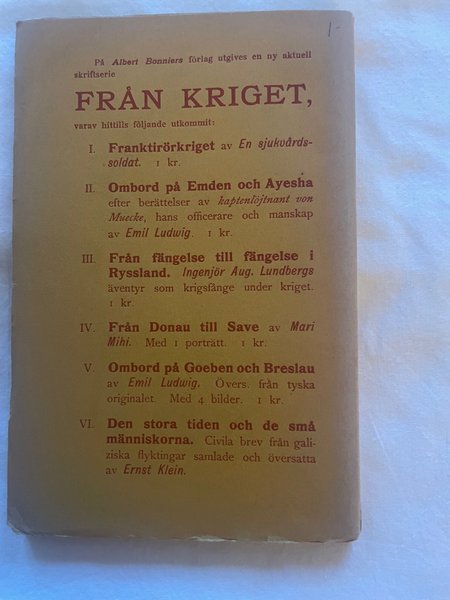 1-
På Albert Bonniers förlag utgives en ny aktuell
skriftserie
FRÅN KRIGET,
varav hittills följande utkommit:
I. Franktirörkriget av En sjukvårds-
soldat. 1 kr.
II. Ombord på Emden och Ayesha
efter berättelser av kaptenlöjtnant von
Muecke, hans officerare och manskap
av Emil Ludwig. 1 kr.
III. Från fängelse till fängelse i
Ryssland. Ingenjör Aug. Lundbergs
äventyr som krigsfånge under kriget.
1 kr.
IV. Från Donau till Save av Mari
Mihi. Med 1 porträtt. 1 kr.
V. Ombord på Goeben och Breslau
av Emil Ludwig. Övers. från tyska
originalet. Med 4 bilder. 1 kr.
VI. Den stora tiden och de små
människorna. Civila brev från gali-
ziska flyktingar samlade och översatta
av Ernst Klein.